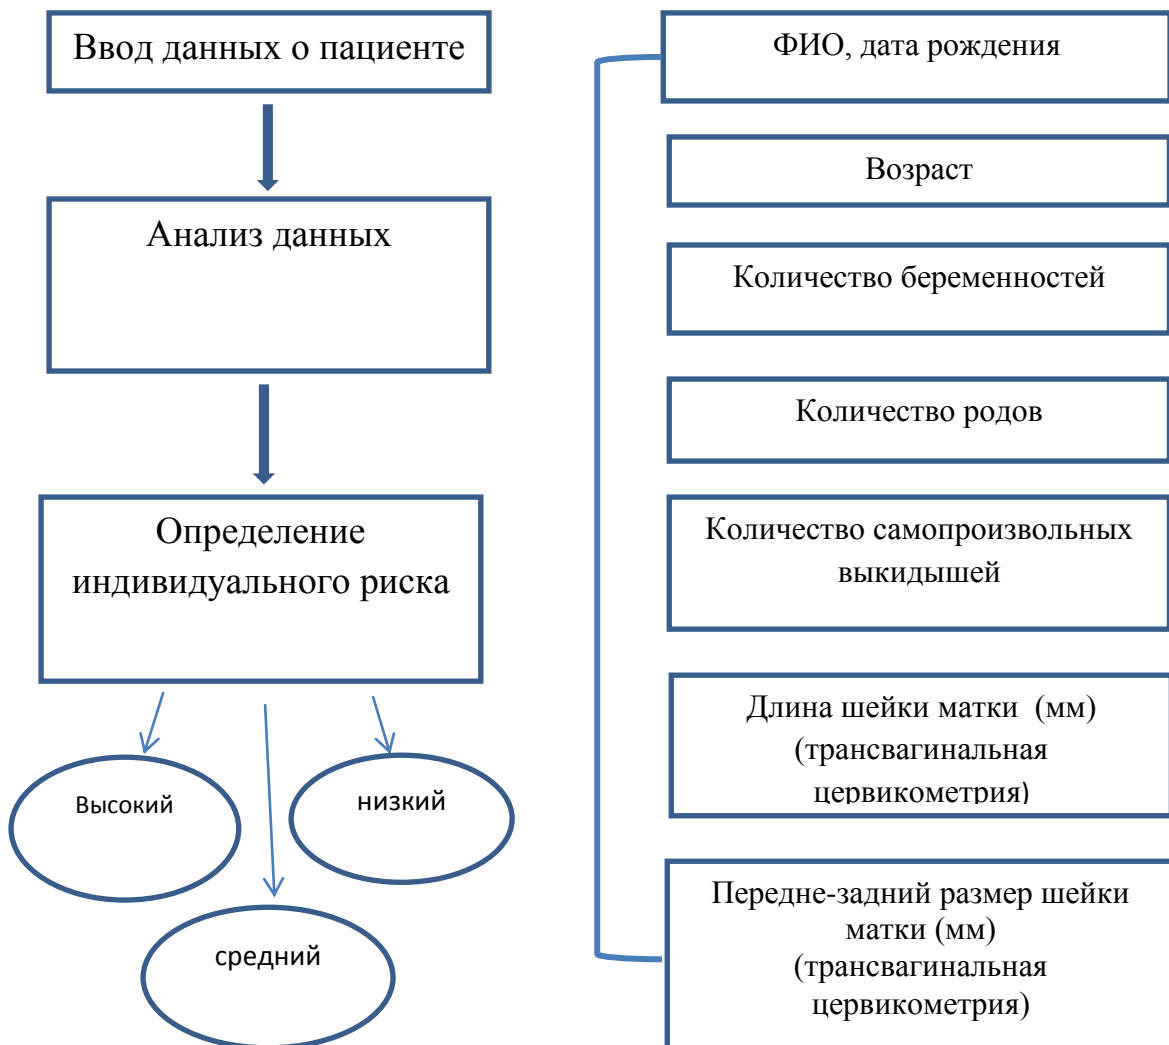 Ввод данных о пациенте
Анализ данных
Определение
индивидуального риска
Высокий
низкий
средний
ФИО, дата рождения
Возраст
Количество беременностей
Количество родов
Количество самопроизвольных
выкидышей
Длина шейки матки (мм)
(трансвагинальная
цервикометрия)
Передне-задний размер шейки
матки (мм)
(трансвагинальная
цервикометрия)